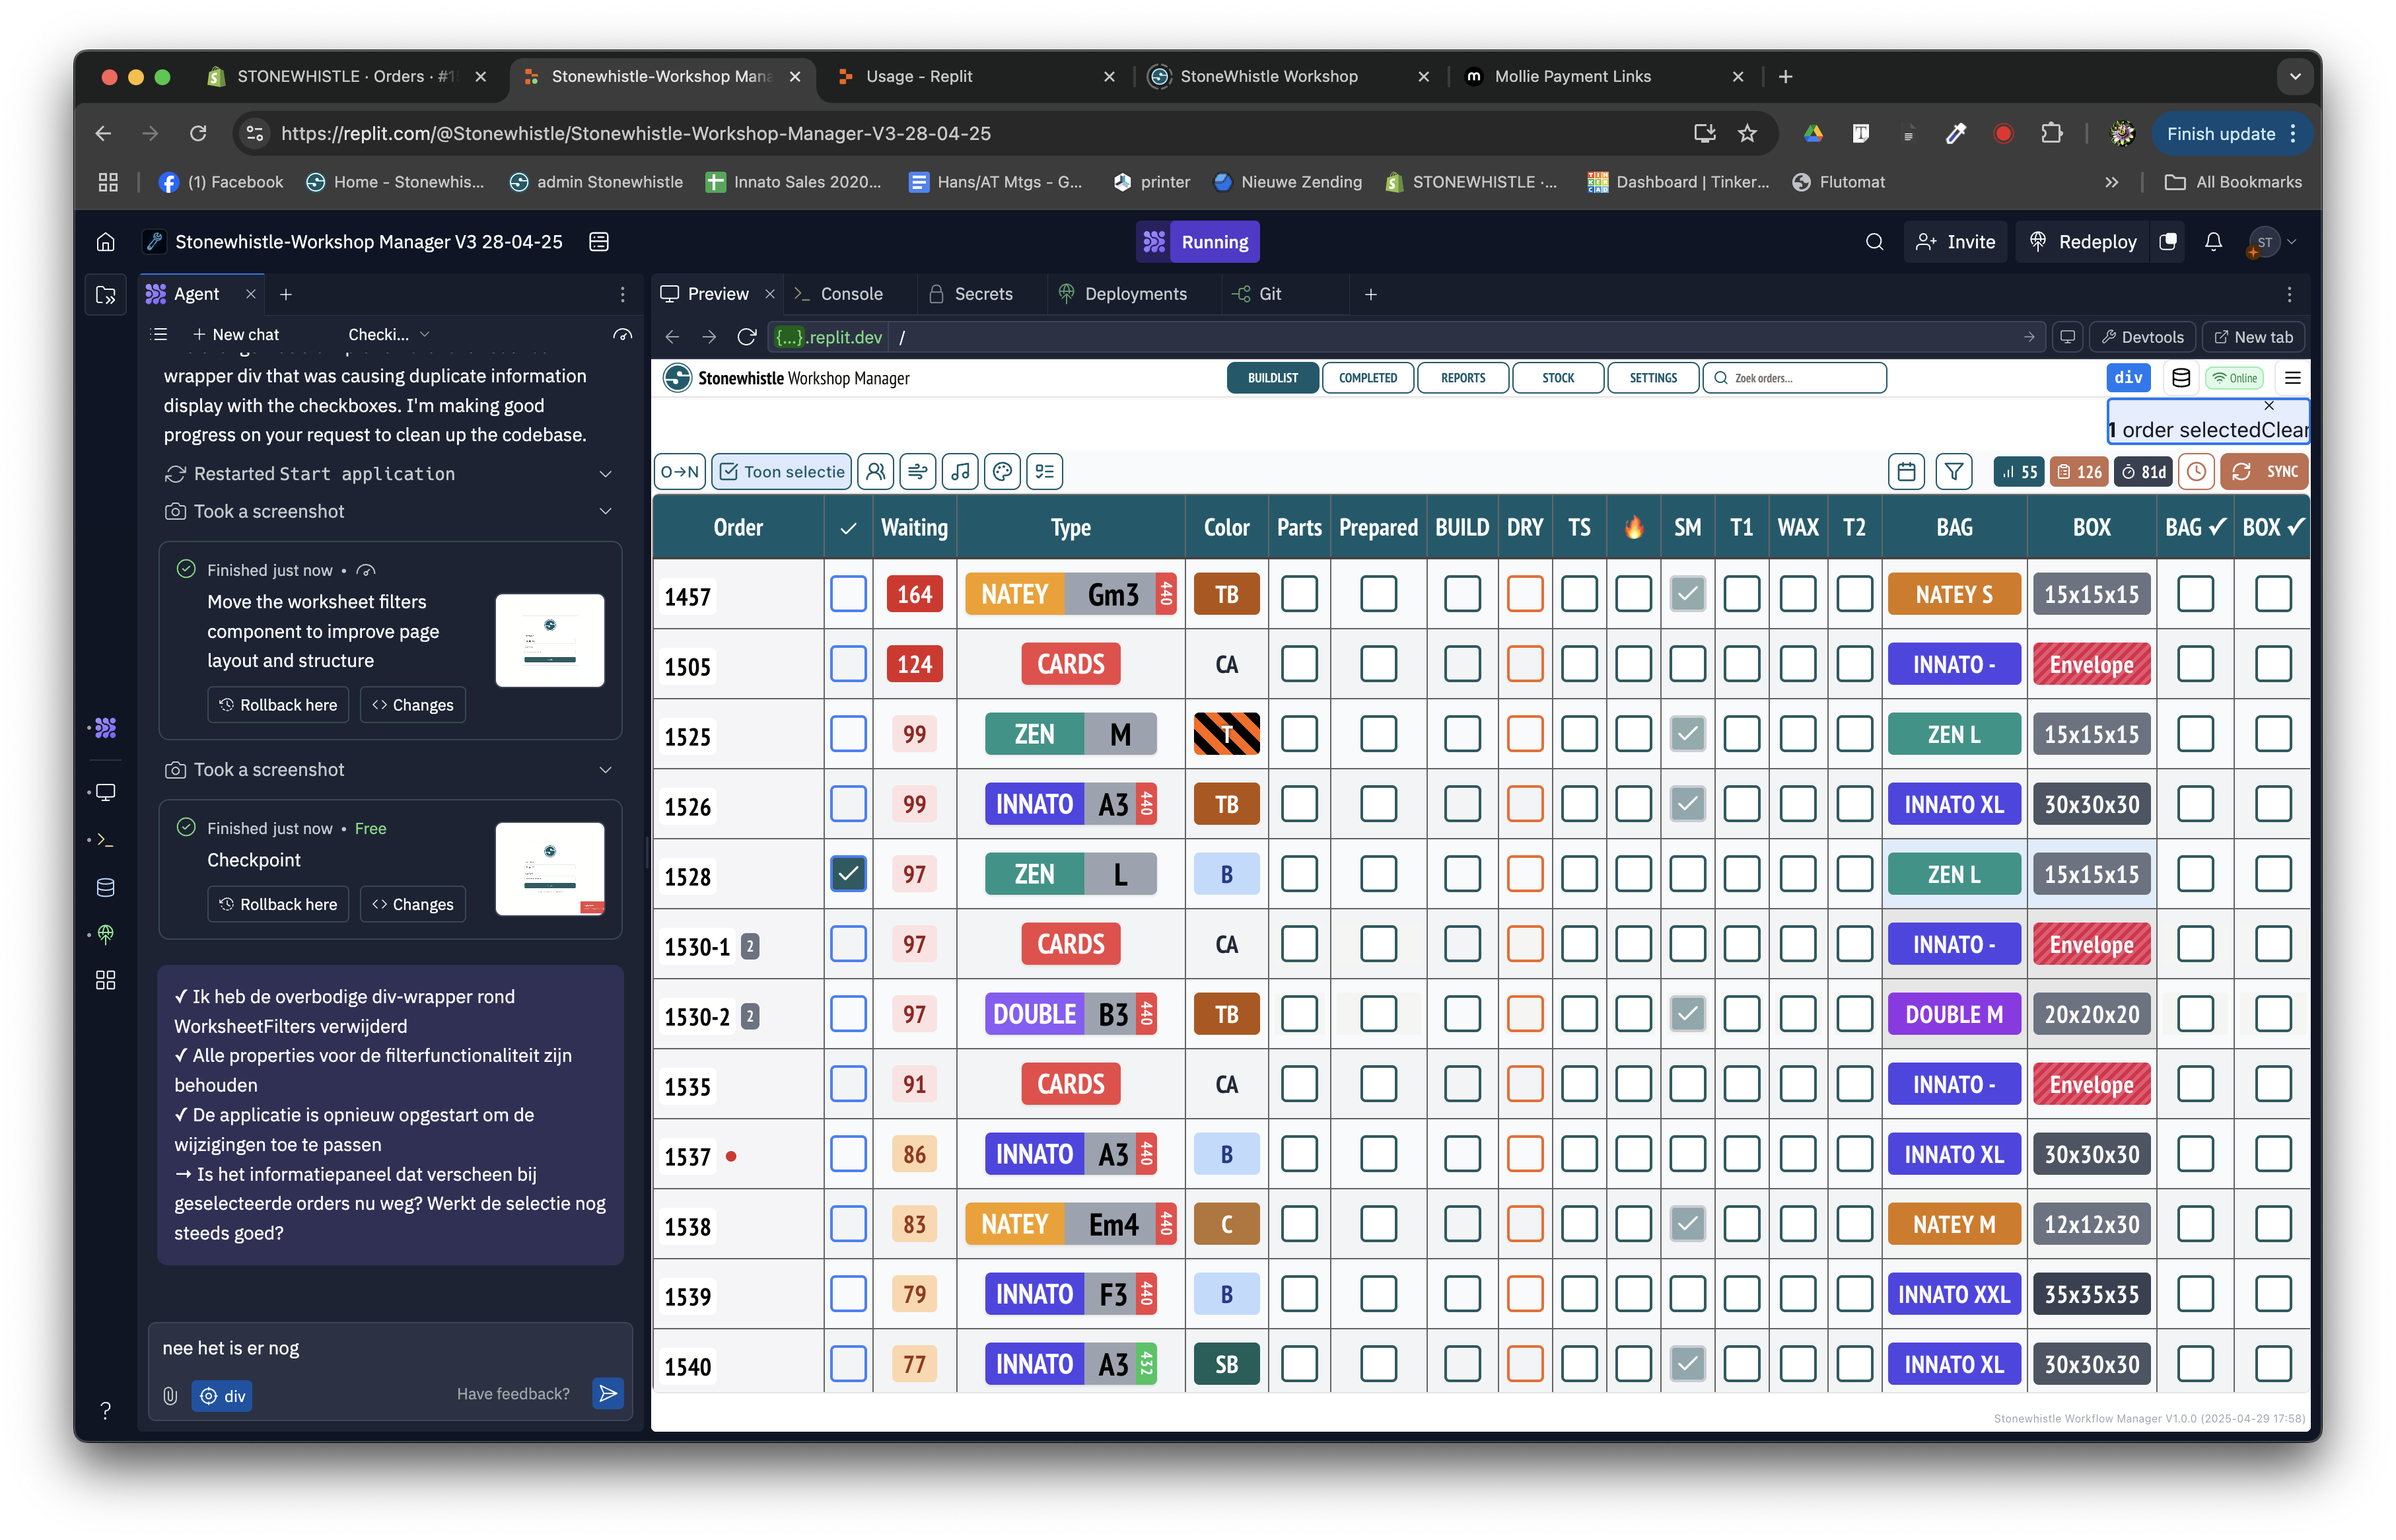 STONEWHISTLE · Orders · #1
Stonewhistle-Workshop Mana
Usage - Replit
StoneWhistle Workshop
Mollie Payment Links
https://replit.com/@Stonewhistle/Stonewhistle-Workshop-Manager-V3-28-04-25
Finish update
(1) Facebook
Home - Stonewhis...
admin Stonewhistle
Innato Sales 2020...
Hans/AT Mtgs - G...
printer
Nieuwe Zending
STONEWHISTLE ·...
Dashboard | Tinker...
Flutomat
All Bookmarks
Stonewhistle-Workshop Manager V3 28-04-25
Running
Invite
Redeploy
ST
Agent
New chat
Checki...
wrapper div that was causing duplicate information
display with the checkboxes. I'm making good
progress on your request to clean up the codebase.
Restarted Start application
Took a screenshot
Finished just now •
Move the worksheet filters
component to improve page
layout and structure
Rollback here
Changes
Took a screenshot
Finished just now • Free
Checkpoint
Rollback here
Changes
✓ Ik heb de overbodige div-wrapper rond
WorksheetFilters verwijderd
✓ Alle properties voor de filterfunctionaliteit zijn
behouden
✓ De applicatie is opnieuw opgestart om de
wijzigingen toe te passen
→ Is het informatiepaneel dat verscheen bij
geselecteerde orders nu weg? Werkt de selectie nog
steeds goed?
nee het is er nog
div
Have feedback?
Preview
Console
Secrets
Deployments
Git
{...}.replit.dev /
Devtools
New tab
Stonewhistle Workshop Manager
BUILDLIST
COMPLETED
REPORTS
STOCK
SETTINGS
Zoek orders...
div
Online
1 order selectedClear
O→N
Toon selectie
55
126
81d
SYNC
Order ✓ Waiting Type Color Parts Prepared BUILD DRY TS 🔥 SM T1 WAX T2 BAG BOX BAG ✓ BOX ✓
1457 164 NATEY Gm3 440 TB NATEY S 15x15x15
1505 124 CARDS CA INNATO - Envelope
1525 99 ZEN M T ZEN L 15x15x15
1526 99 INNATO A3 440 TB INNATO XL 30x30x30
1528 97 ZEN L B ZEN L 15x15x15
1530-1 2 97 CARDS CA INNATO - Envelope
1530-2 2 97 DOUBLE B3 440 TB DOUBLE M 20x20x20
1535 91 CARDS CA INNATO - Envelope
1537 86 INNATO A3 440 B INNATO XL 30x30x30
1538 83 NATEY Em4 440 C NATEY M 12x12x30
1539 79 INNATO F3 440 B INNATO XXL 35x35x35
1540 77 INNATO A3 432 SB INNATO XL 30x30x30
Stonewhistle Workflow Manager V1.0.0 (2025-04-29 17:58)